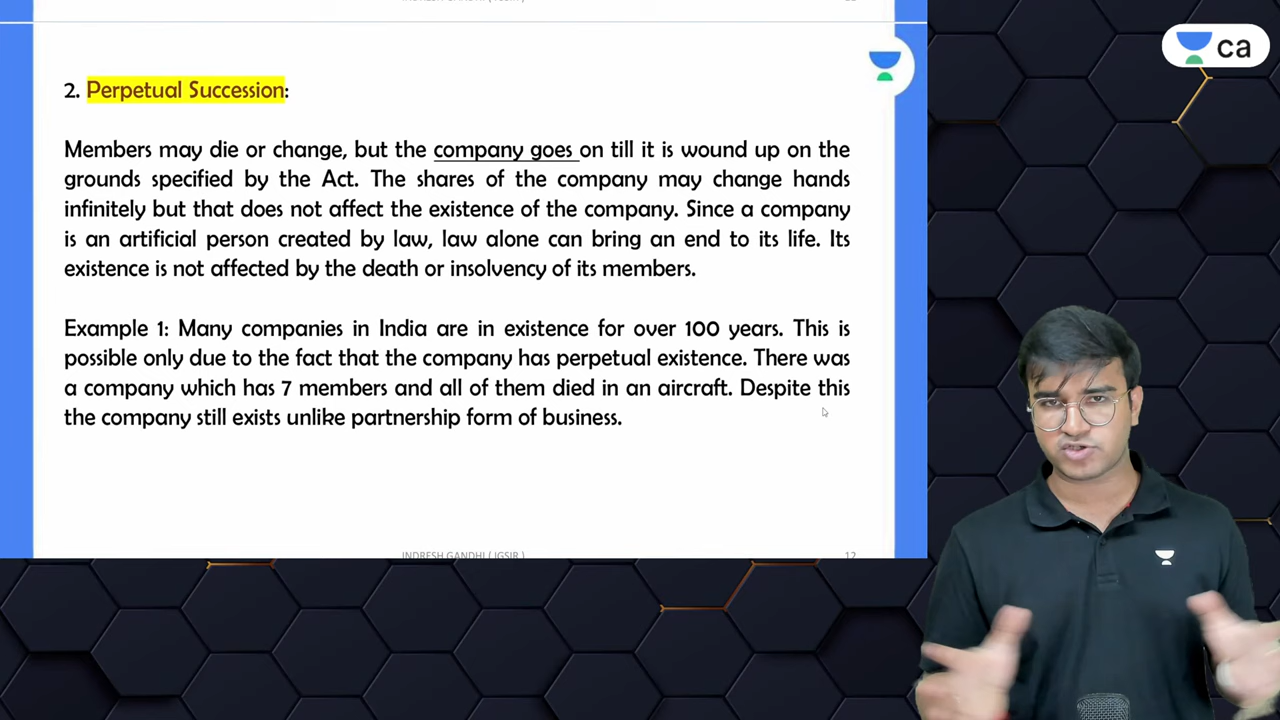 ca
2. Perpetual Succession:
Members may die or change, but the company goes on till it is wound up on the
grounds specified by the Act. The shares of the company may change hands
infinitely but that does not affect the existence of the company. Since a company
is an artificial person created by law, law alone can bring an end to its life. Its
existence is not affected by the death or insolvency of its members.
Example 1: Many companies in India are in existence for over 100 years. This is
possible only due to the fact that the company has perpetual existence. There was
a company which has 7 members and all of them died in an aircraft. Despite this
the company still exists unlike partnership form of business.
INDRESH GANDHI ( IGSIR )
12